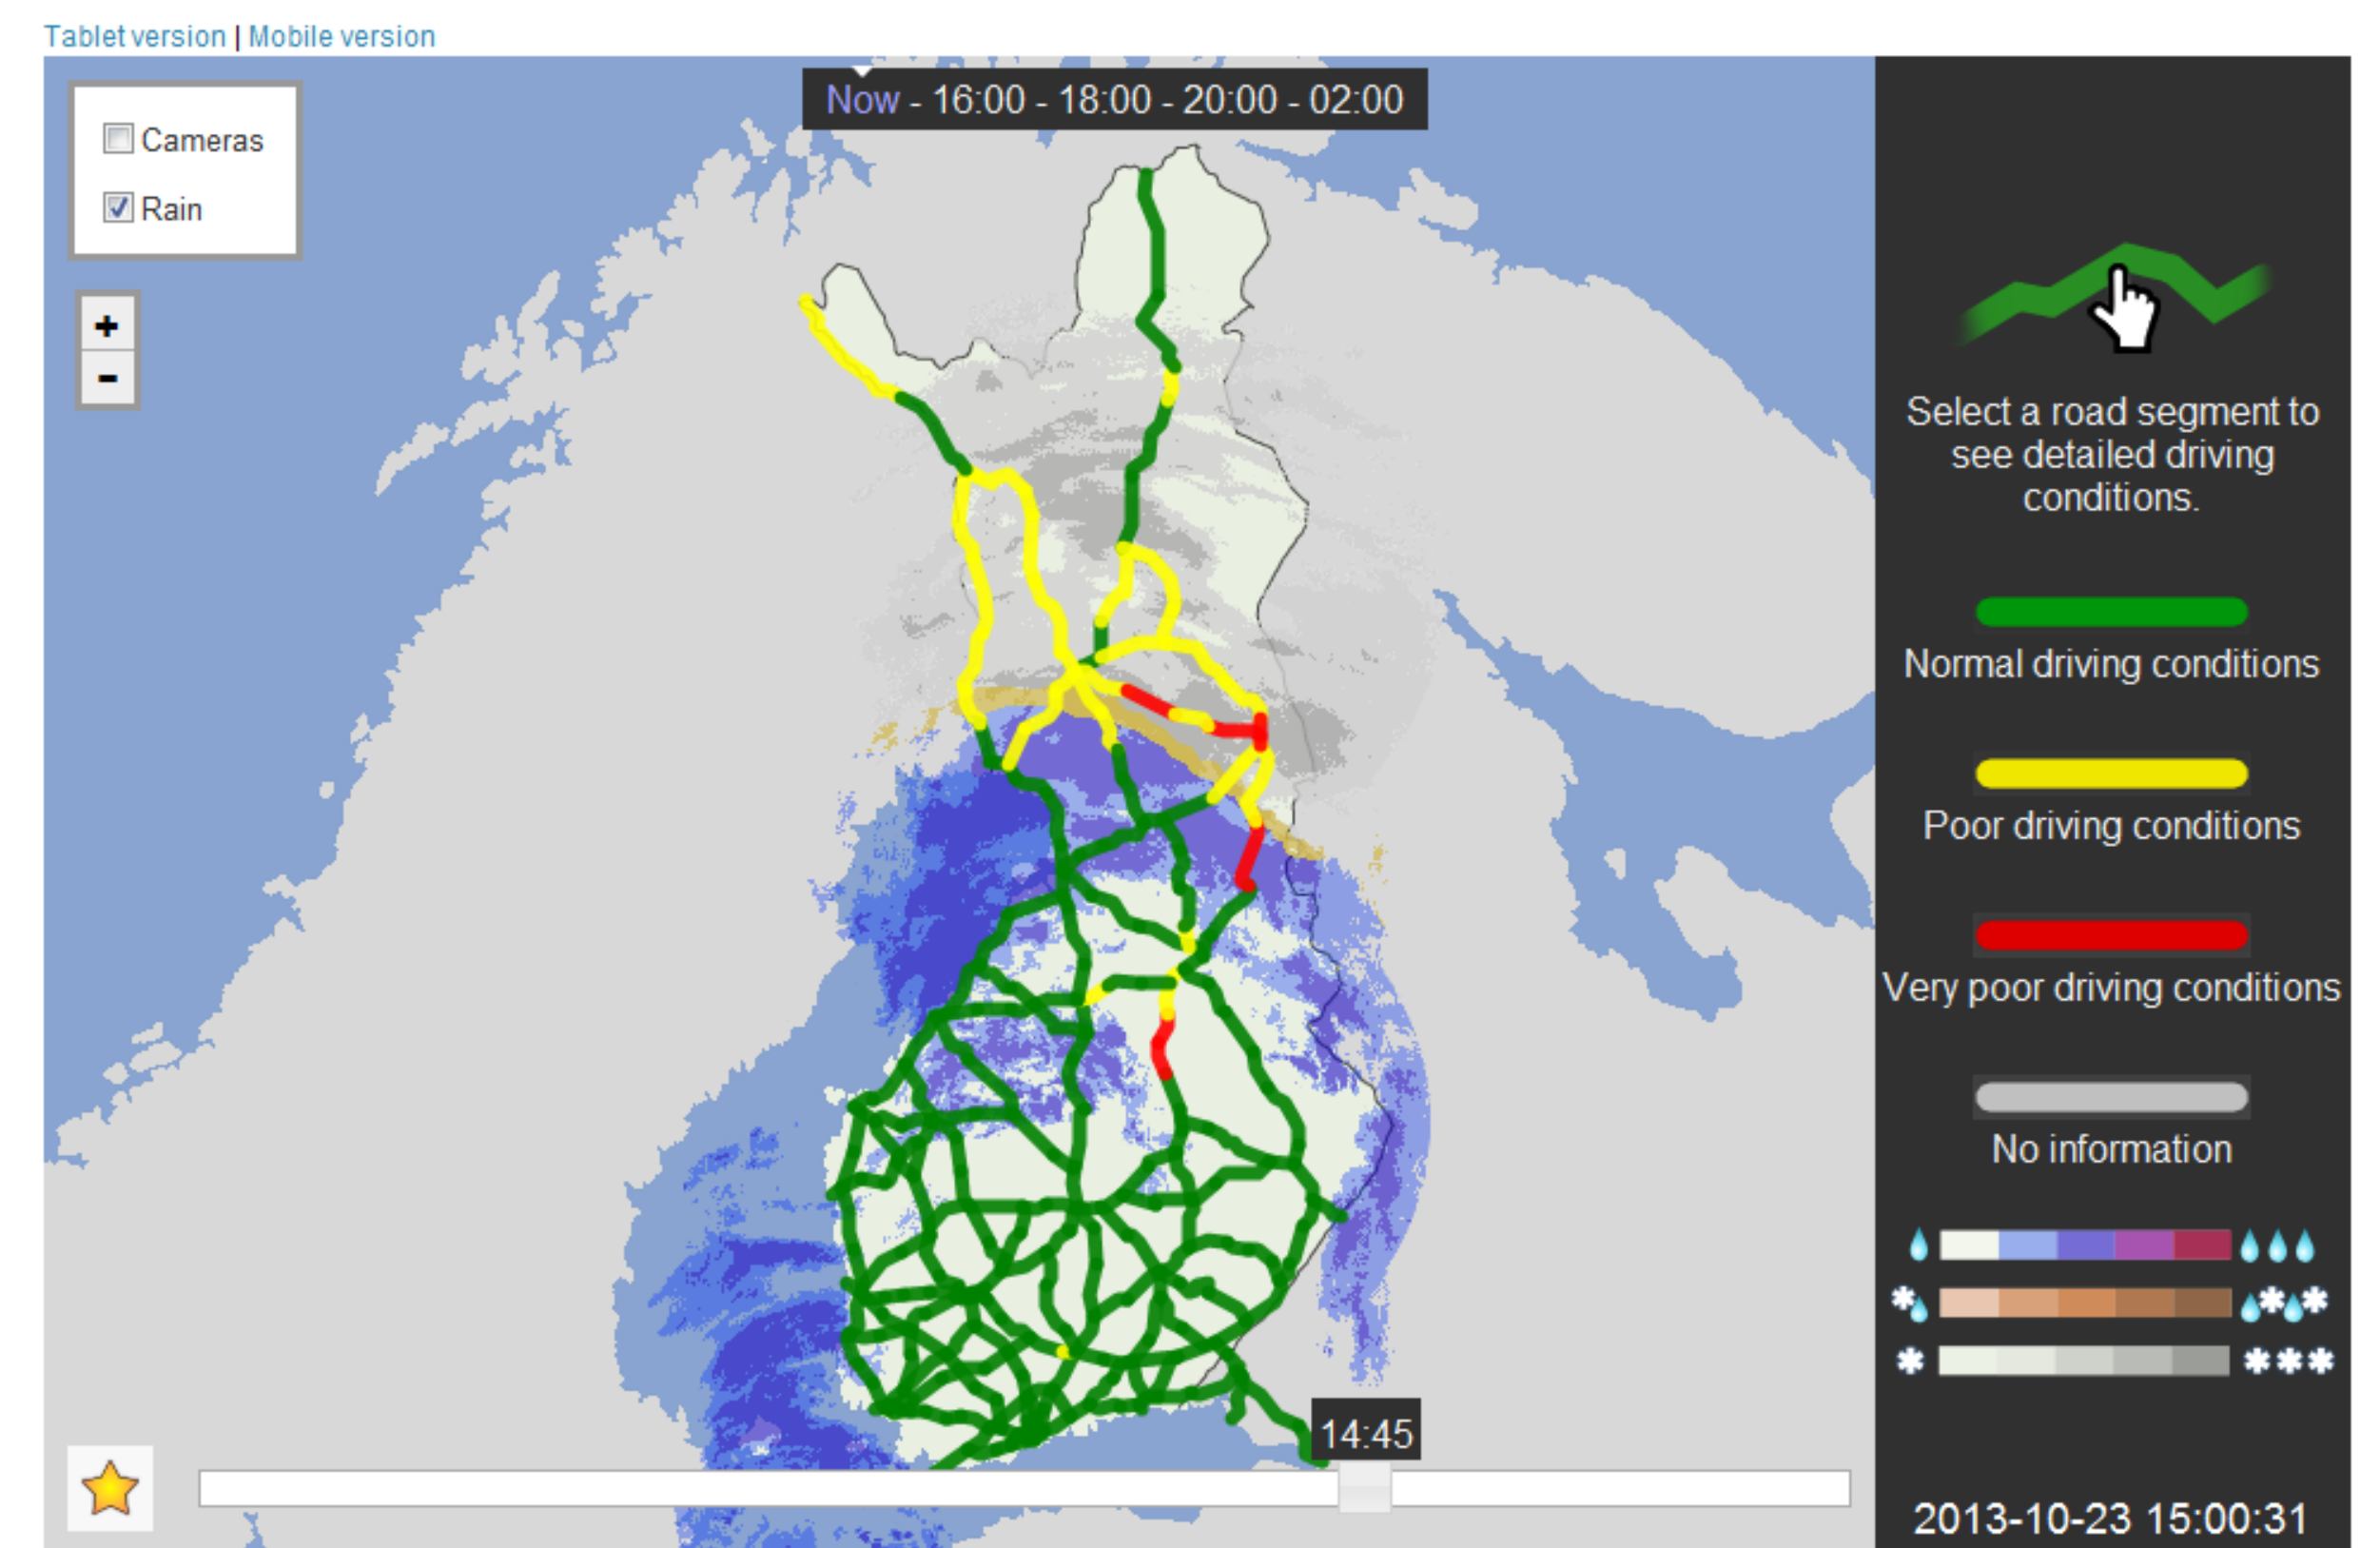 Tablet version | Mobile version
Now - 16:00 - 18:00 - 20:00 - 02:00
Cameras
Rain
+
-
Select a road segment to
see detailed driving
conditions.
Normal driving conditions
Poor driving conditions
Very poor driving conditions
No information
14:45
2013-10-23 15:00:31